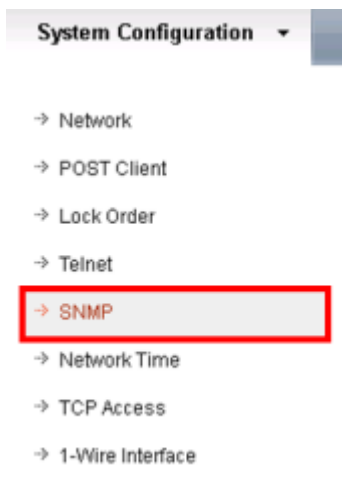 System Configuration
Network
POST Client
Lock Order
Telnet
SNMP
Network Time
TCP Access
1-Wire Interface